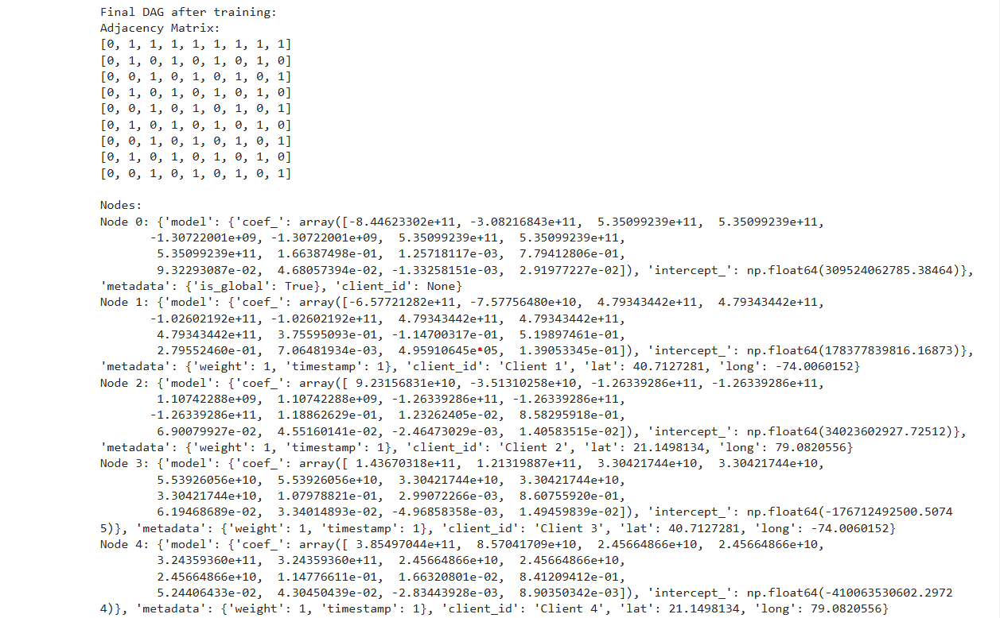 Final DAG after training:
Adjacency Matrix:
[0, 1, 1, 1, 1, 1, 1, 1, 1]
[0, 1, 0, 1, 0, 1, 0, 1, 0]
[0, 0, 1, 0, 1, 0, 1, 0, 1]
[0, 1, 0, 1, 0, 1, 0, 1, 0]
[0, 0, 1, 0, 1, 0, 1, 0, 1]
[0, 1, 0, 1, 0, 1, 0, 1, 0]
[0, 0, 1, 0, 1, 0, 1, 0, 1]
[0, 1, 0, 1, 0, 1, 0, 1, 0]
[0, 0, 1, 0, 1, 0, 1, 0, 1]
Nodes:
Node 0: {'model': {'coef_': array([-8.44623302e+11, -3.08216843e+11,  5.35099239e+11,  5.35099239e+11,
-1.30722001e+09, -1.30722001e+09,  5.35099239e+11,  5.35099239e+11,
5.35099239e+11,  1.66387498e-01,  1.25718117e-03,  7.79412806e-01,
9.32293087e-02,  4.68057394e-02, -1.33258151e-03,  2.91977227e-02]), 'intercept_': np.float64(309524062785.38464)},
'metadata': {'is_global': True}, 'client_id': None}
Node 1: {'model': {'coef_': array([-6.57721282e+11, -7.57756480e+10,  4.79343442e+11,  4.79343442e+11,
-1.02602192e+11, -1.02602192e+11,  4.79343442e+11,  4.79343442e+11,
4.79343442e+11,  3.75595093e-01, -1.14700317e-01,  5.19897461e-01,
2.79552460e-01,  7.06481934e-03,  4.95910645e-05,  1.39053345e-01]), 'intercept_': np.float64(178377839816.16873)},
'metadata': {'weight': 1, 'timestamp': 1}, 'client_id': 'Client 1', 'lat': 40.7127281, 'long': -74.0060152}
Node 2: {'model': {'coef_': array([ 9.23156831e+10, -3.51310258e+10, -1.26339286e+11, -1.26339286e+11,
1.10742288e+09,  1.10742288e+09, -1.26339286e+11, -1.26339286e+11,
-1.26339286e+11,  1.18862629e-01,  1.23262405e-02,  8.58295918e-01,
6.90079927e-02,  4.55160141e-02, -2.46473029e-03,  1.40583515e-02]), 'intercept_': np.float64(34023602927.72512)},
'metadata': {'weight': 1, 'timestamp': 1}, 'client_id': 'Client 2', 'lat': 21.1498134, 'long': 79.0820556}
Node 3: {'model': {'coef_': array([ 1.43670318e+11,  1.21319887e+11,  3.30421744e+10,  3.30421744e+10,
5.53926056e+10,  5.53926056e+10,  3.30421744e+10,  3.30421744e+10,
3.30421744e+10,  1.07978821e-01,  2.99072266e-03,  8.60755920e-01,
6.19468689e-02,  3.34014893e-02, -4.96858358e-03,  1.49459839e-02]), 'intercept_': np.float64(-176712492500.5074
5)}, 'metadata': {'weight': 1, 'timestamp': 1}, 'client_id': 'Client 3', 'lat': 40.7127281, 'long': -74.0060152}
Node 4: {'model': {'coef_': array([ 3.85497044e+11,  8.57041709e+10,  2.45664866e+10,  2.45664866e+10,
3.24359360e+11,  3.24359360e+11,  2.45664866e+10,  2.45664866e+10,
2.45664866e+10,  1.14776611e-01,  1.66320801e-02,  8.41209412e-01,
5.24406433e-02,  4.30450439e-02, -2.83443928e-03,  8.90350342e-03]), 'intercept_': np.float64(-410063530602.2972
4)}, 'metadata': {'weight': 1, 'timestamp': 1}, 'client_id': 'Client 4', 'lat': 21.1498134, 'long': 79.0820556}